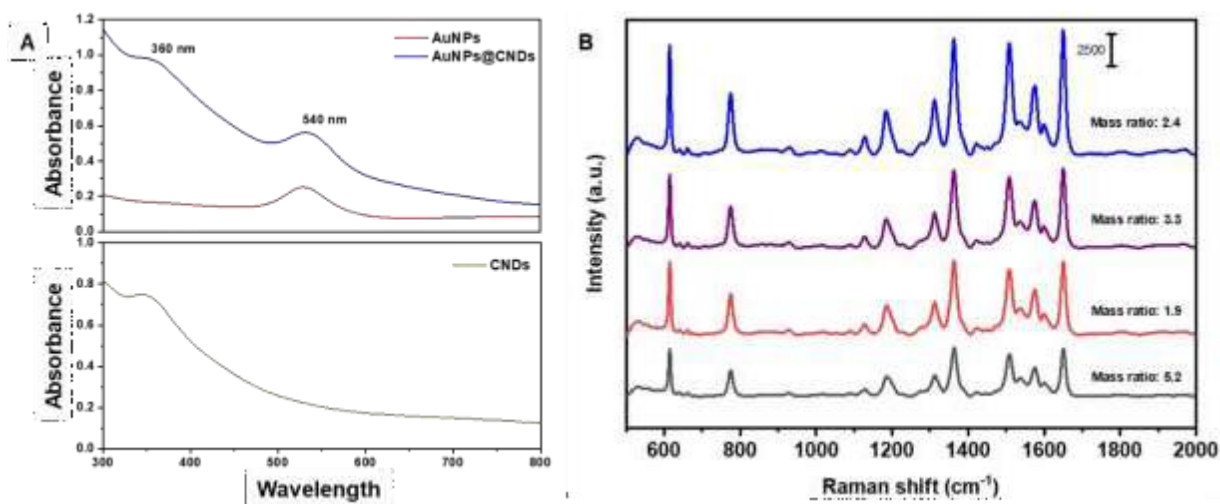 A
1.2
1.0
0.8
0.6
0.4
0.2
0.0
Absorbance
360 nm
540 nm
AuNPs
AuNPs@CNDs
1.0
0.8
0.6
0.4
0.2
0.0
Absorbance
CNDs
300 400 500 600 700 800
Wavelength
B
Intensity (a.u.)
2500
Mass ratio: 2.4
Mass ratio: 3.3
Mass ratio: 1.9
Mass ratio: 5.2
600 800 1000 1200 1400 1600 1800 2000
Raman shift (cm⁻¹)